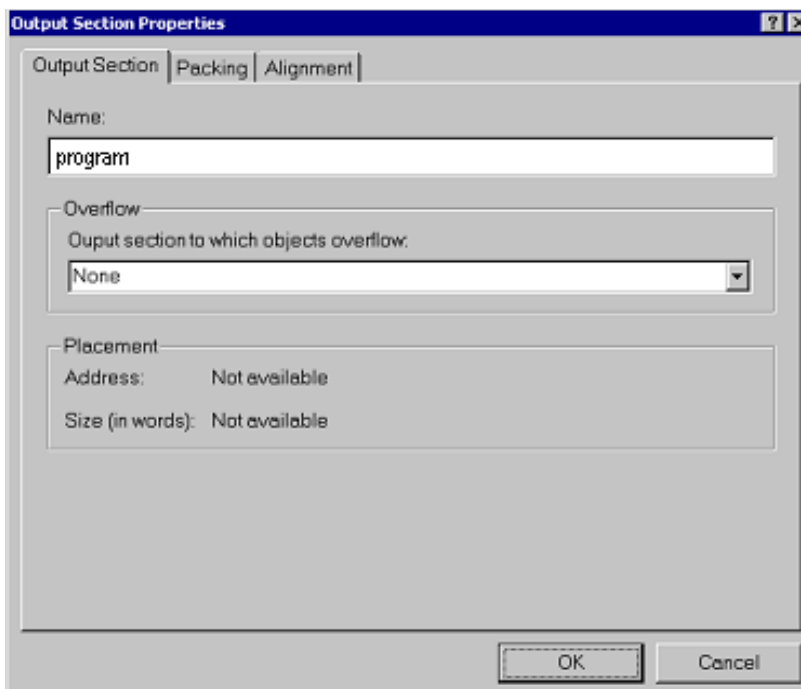 Output Section Properties
Output Section Packing Alignment
Name:
program
Overflow
Ouput section to which objects overflow:
None
Placement
Address: Not available
Size (in words): Not available
OK Cancel